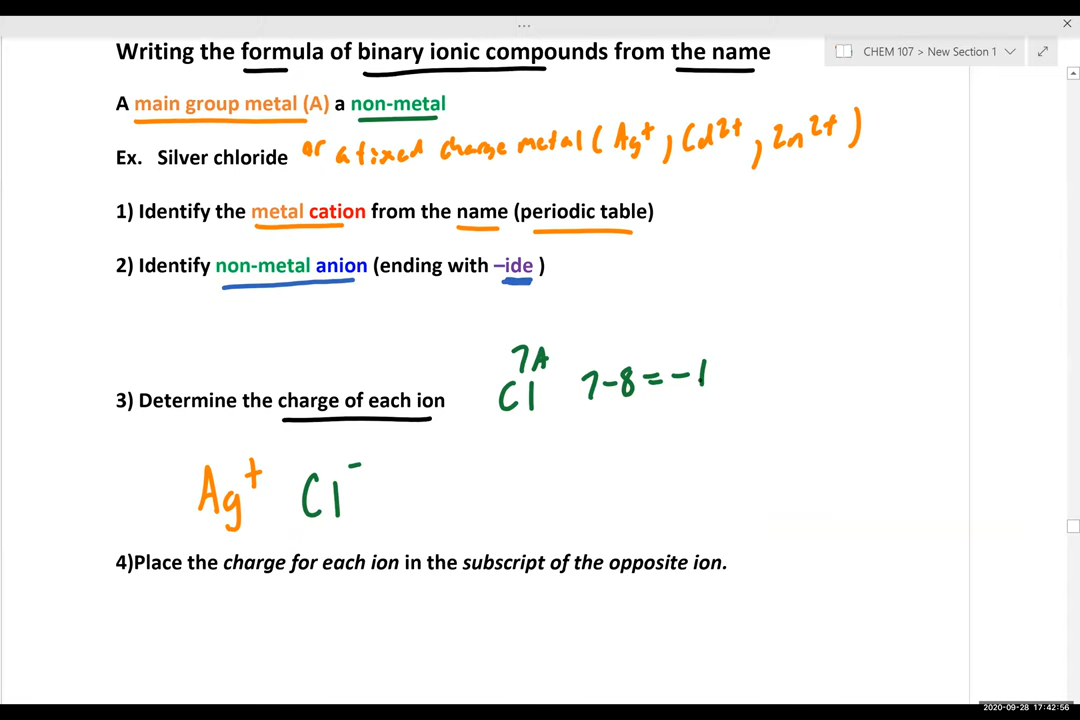 ...
Writing the formula of binary ionic compounds from the name
CHEM 107 > New Section 1
A main group metal (A) a non-metal
or a fixed charge metal ( Ag+ , Cd2+ , Zn2+ )
Ex. Silver chloride
1) Identify the metal cation from the name (periodic table)
2) Identify non-metal anion (ending with –ide )
7A
Cl 7-8 = -1
3) Determine the charge of each ion
Ag+ Cl-
4)Place the charge for each ion in the subscript of the opposite ion.
2020-09-28 17:42:56